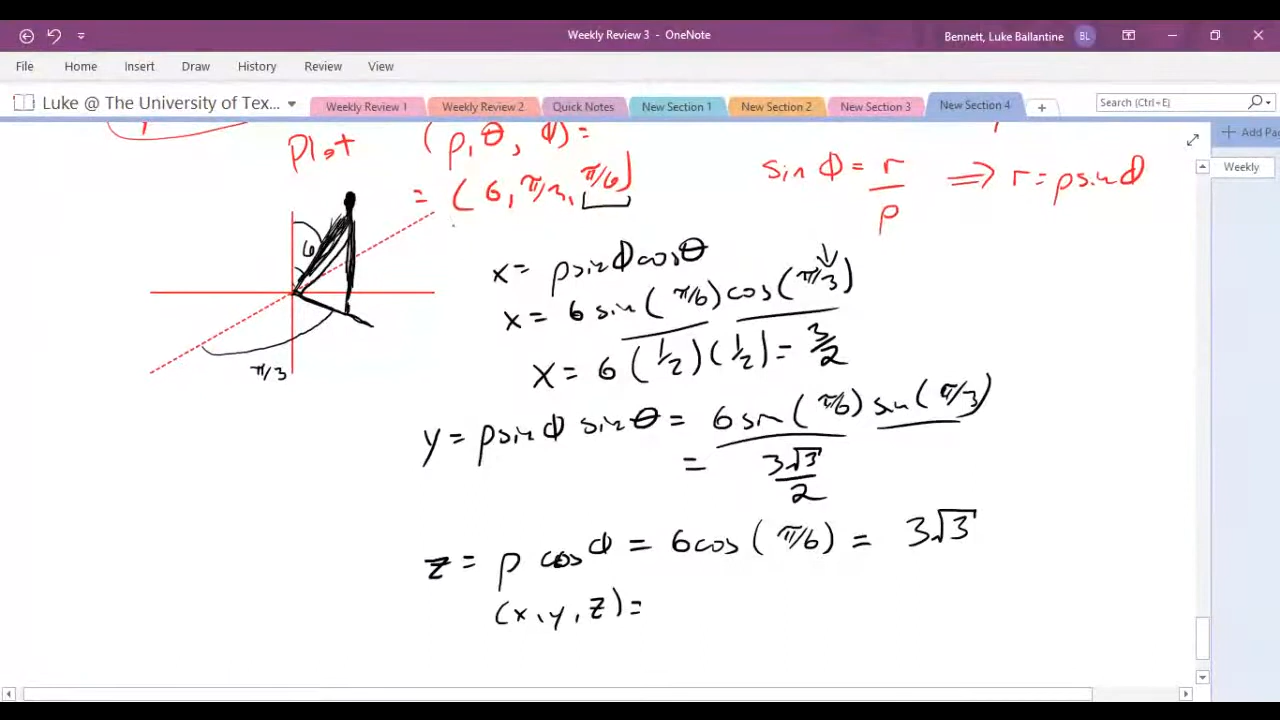 Weekly Review 3 - OneNote
Bennett, Luke Ballantine
BL
File Home Insert Draw History Review View
Luke @ The University of Tex...
Weekly Review 1
Weekly Review 2
Quick Notes
New Section 1
New Section 2
New Section 3
New Section 4
Search (Ctrl+E)
Add Pag
Weekly
Plot (ρ, θ, ϕ) =
= (6, π/3, π/6)
sin ϕ = r/ρ ⟹ r = ρ sin ϕ
6
π/3
x = ρ sin ϕ cos θ
x = 6 sin(π/6) cos(π/3)
x = 6 (1/2)(1/2) = 3/2
y = ρ sin ϕ sin θ = 6 sin(π/6) sin(π/3)
= 3√3/2
z = ρ cos ϕ = 6 cos(π/6) = 3√3
(x, y, z) =